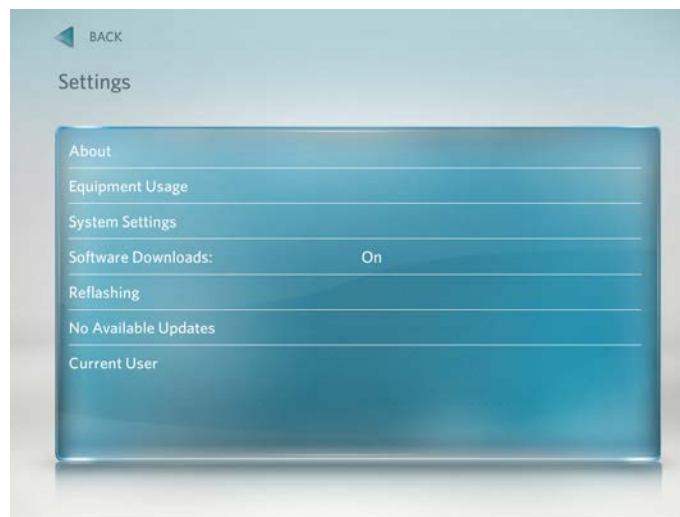 BACK
Settings
About
Equipment Usage
System Settings
Software Downloads: On
Reflashing
No Available Updates
Current User